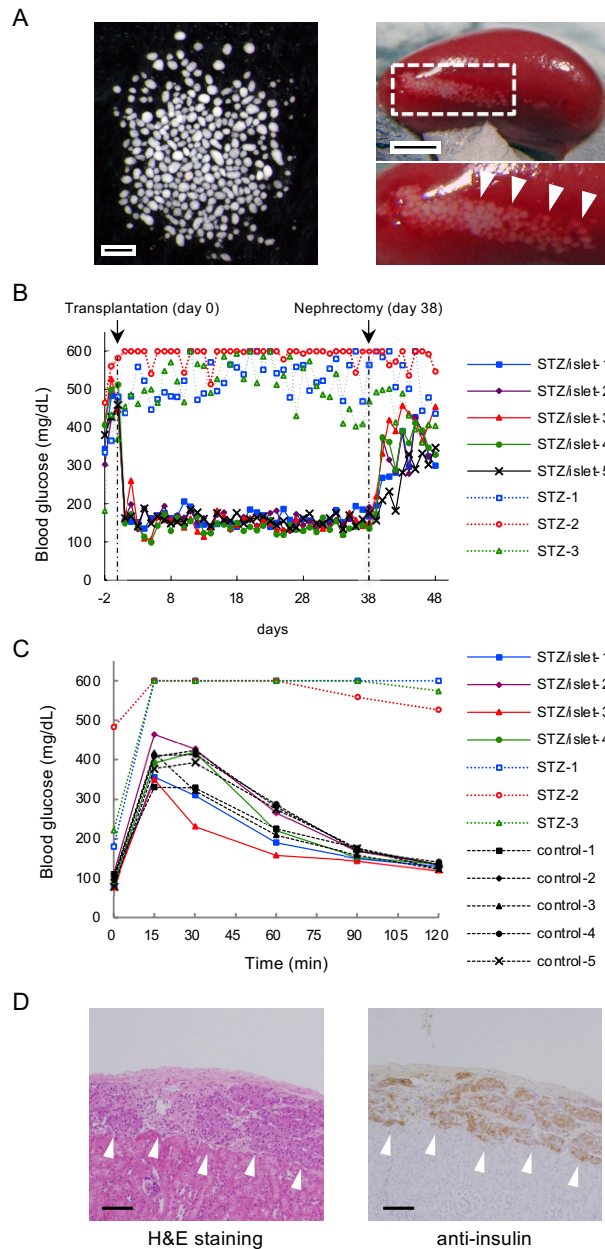 A
B
Transplantation (day 0)
Nephrectomy (day 38)
Blood glucose (mg/dL)
600
500
400
300
200
100
0
-2
8
18
28
38
48
days
STZ/islet-1
STZ/islet-2
STZ/islet-3
STZ/islet-4
STZ/islet-5
STZ-1
STZ-2
STZ-3
C
Blood glucose (mg/dL)
600
500
400
300
200
100
0
0
15
30
45
60
75
90
105
120
Time (min)
STZ/islet-1
STZ/islet-2
STZ/islet-3
STZ/islet-4
STZ-1
STZ-2
STZ-3
control-1
control-2
control-3
control-4
control-5
D
H&E staining
anti-insulin